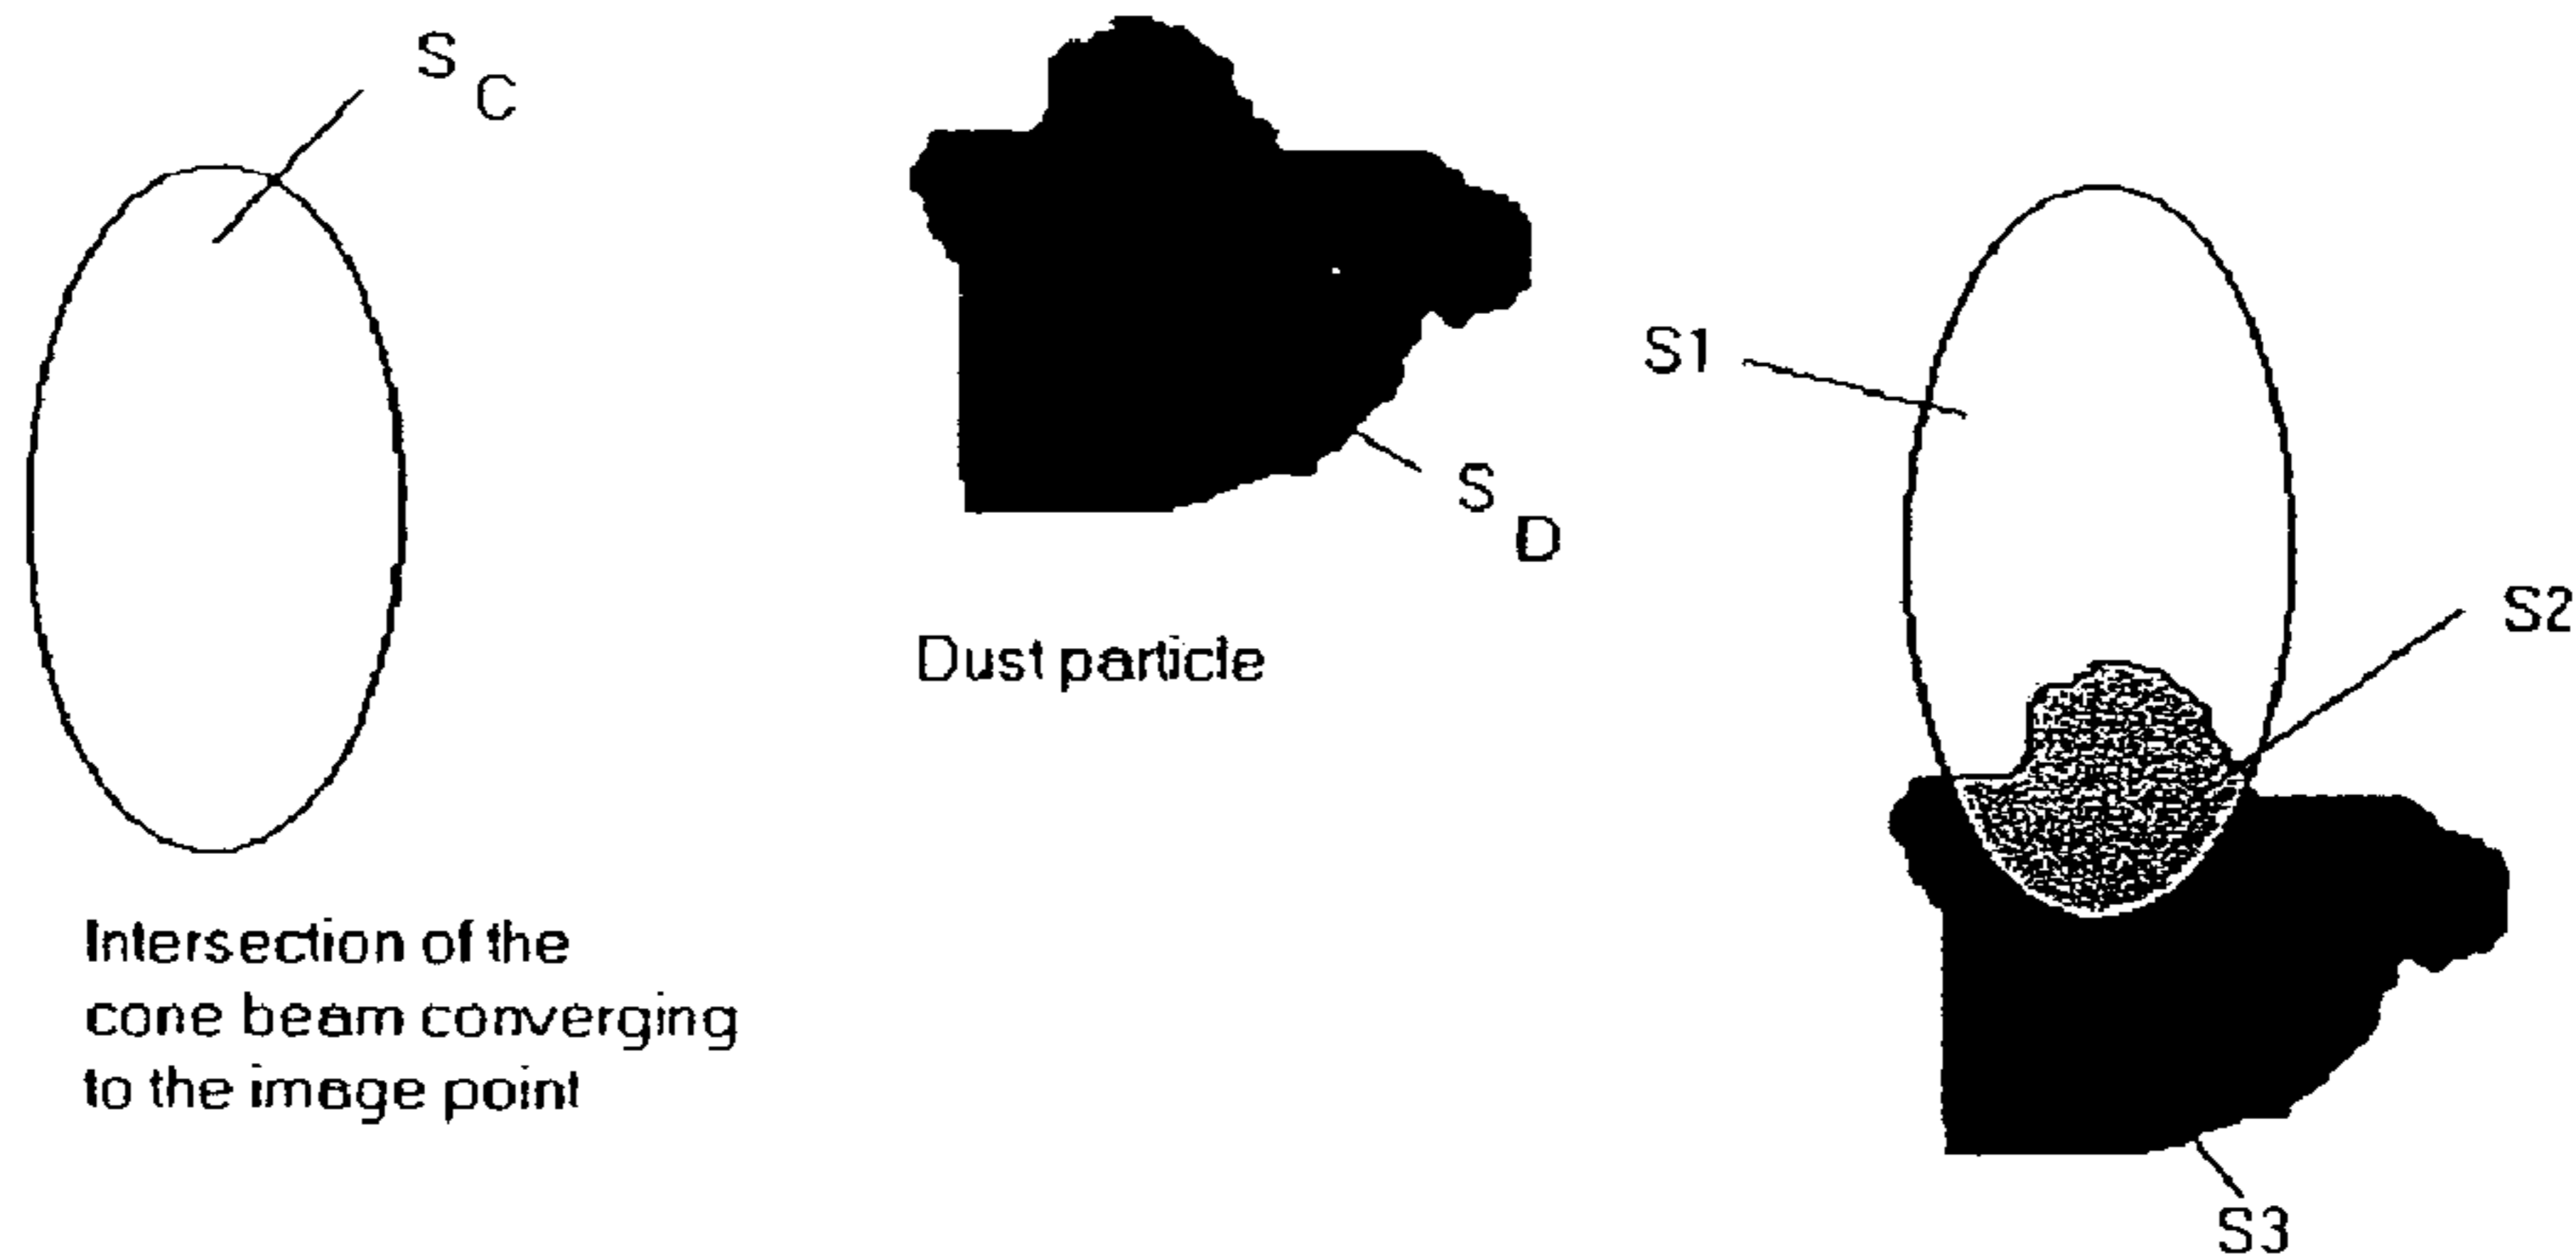 S C
S D
Dust particle
S1
S2
Intersection of the
cone beam converging
to the image point
S3